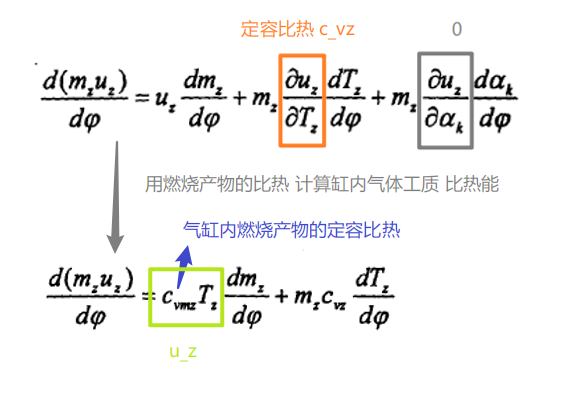 定容比热 c_vz
0
d(m_z u_z)/dφ = u_z dm_z/dφ + m_z ∂u_z/∂T_z dT_z/dφ + m_z ∂u_z/∂α_k dα_k/dφ
用燃烧产物的比热 计算缸内气体工质 比热能
气缸内燃烧产物的定容比热
d(m_z u_z)/dφ = c_vmz T_z dm_z/dφ + m_z c_vz dT_z/dφ
u_z